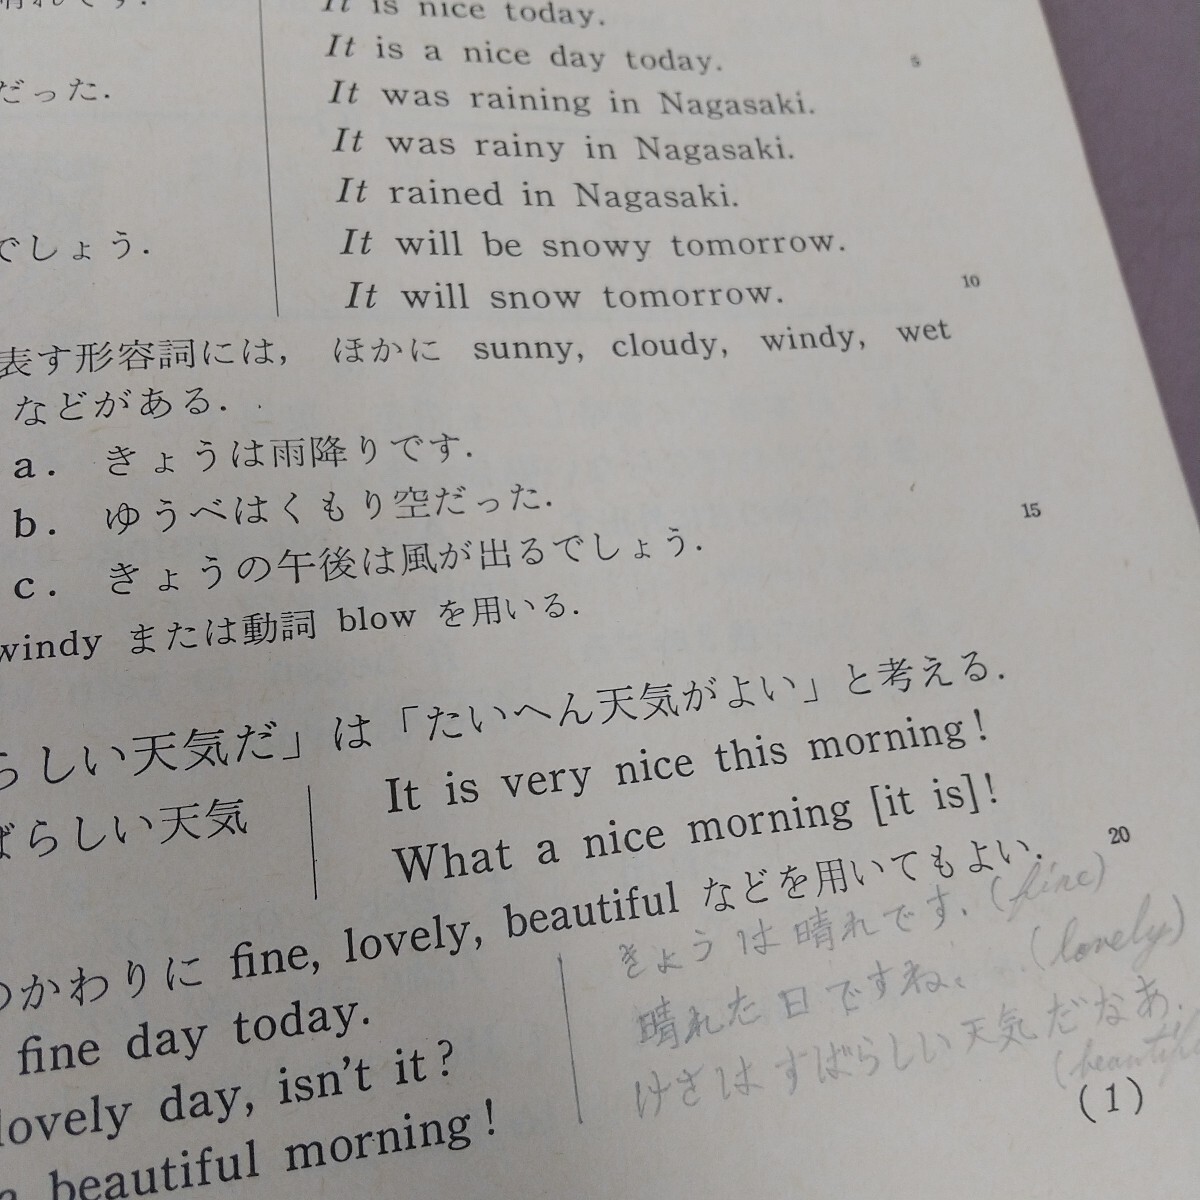 晴れです.
It is nice today.
It is a nice day today.
5
だった.
It was raining in Nagasaki.
It was rainy in Nagasaki.
It rained in Nagasaki.
でしょう.
It will be snowy tomorrow.
It will snow tomorrow.
10
表す形容詞には, ほかに sunny, cloudy, windy, wet
などがある.
a. きょうは雨降りです.
b. ゆうべはくもり空だった.
15
c. きょうの午後は風が出るでしょう.
windy または動詞 blow を用いる.
らしい天気だ」は「たいへん天気がよい」と考える.
ばらしい天気
It is very nice this morning!
What a nice morning [it is]!
20
のかわりに fine, lovely, beautiful などを用いてもよい.
fine day today.
lovely day, isn't it?
beautiful morning!
きょうは晴れです. (fine)
晴れた日ですね. (lovely)
けさはすばらしい天気だなあ.
(beautiful
(1)